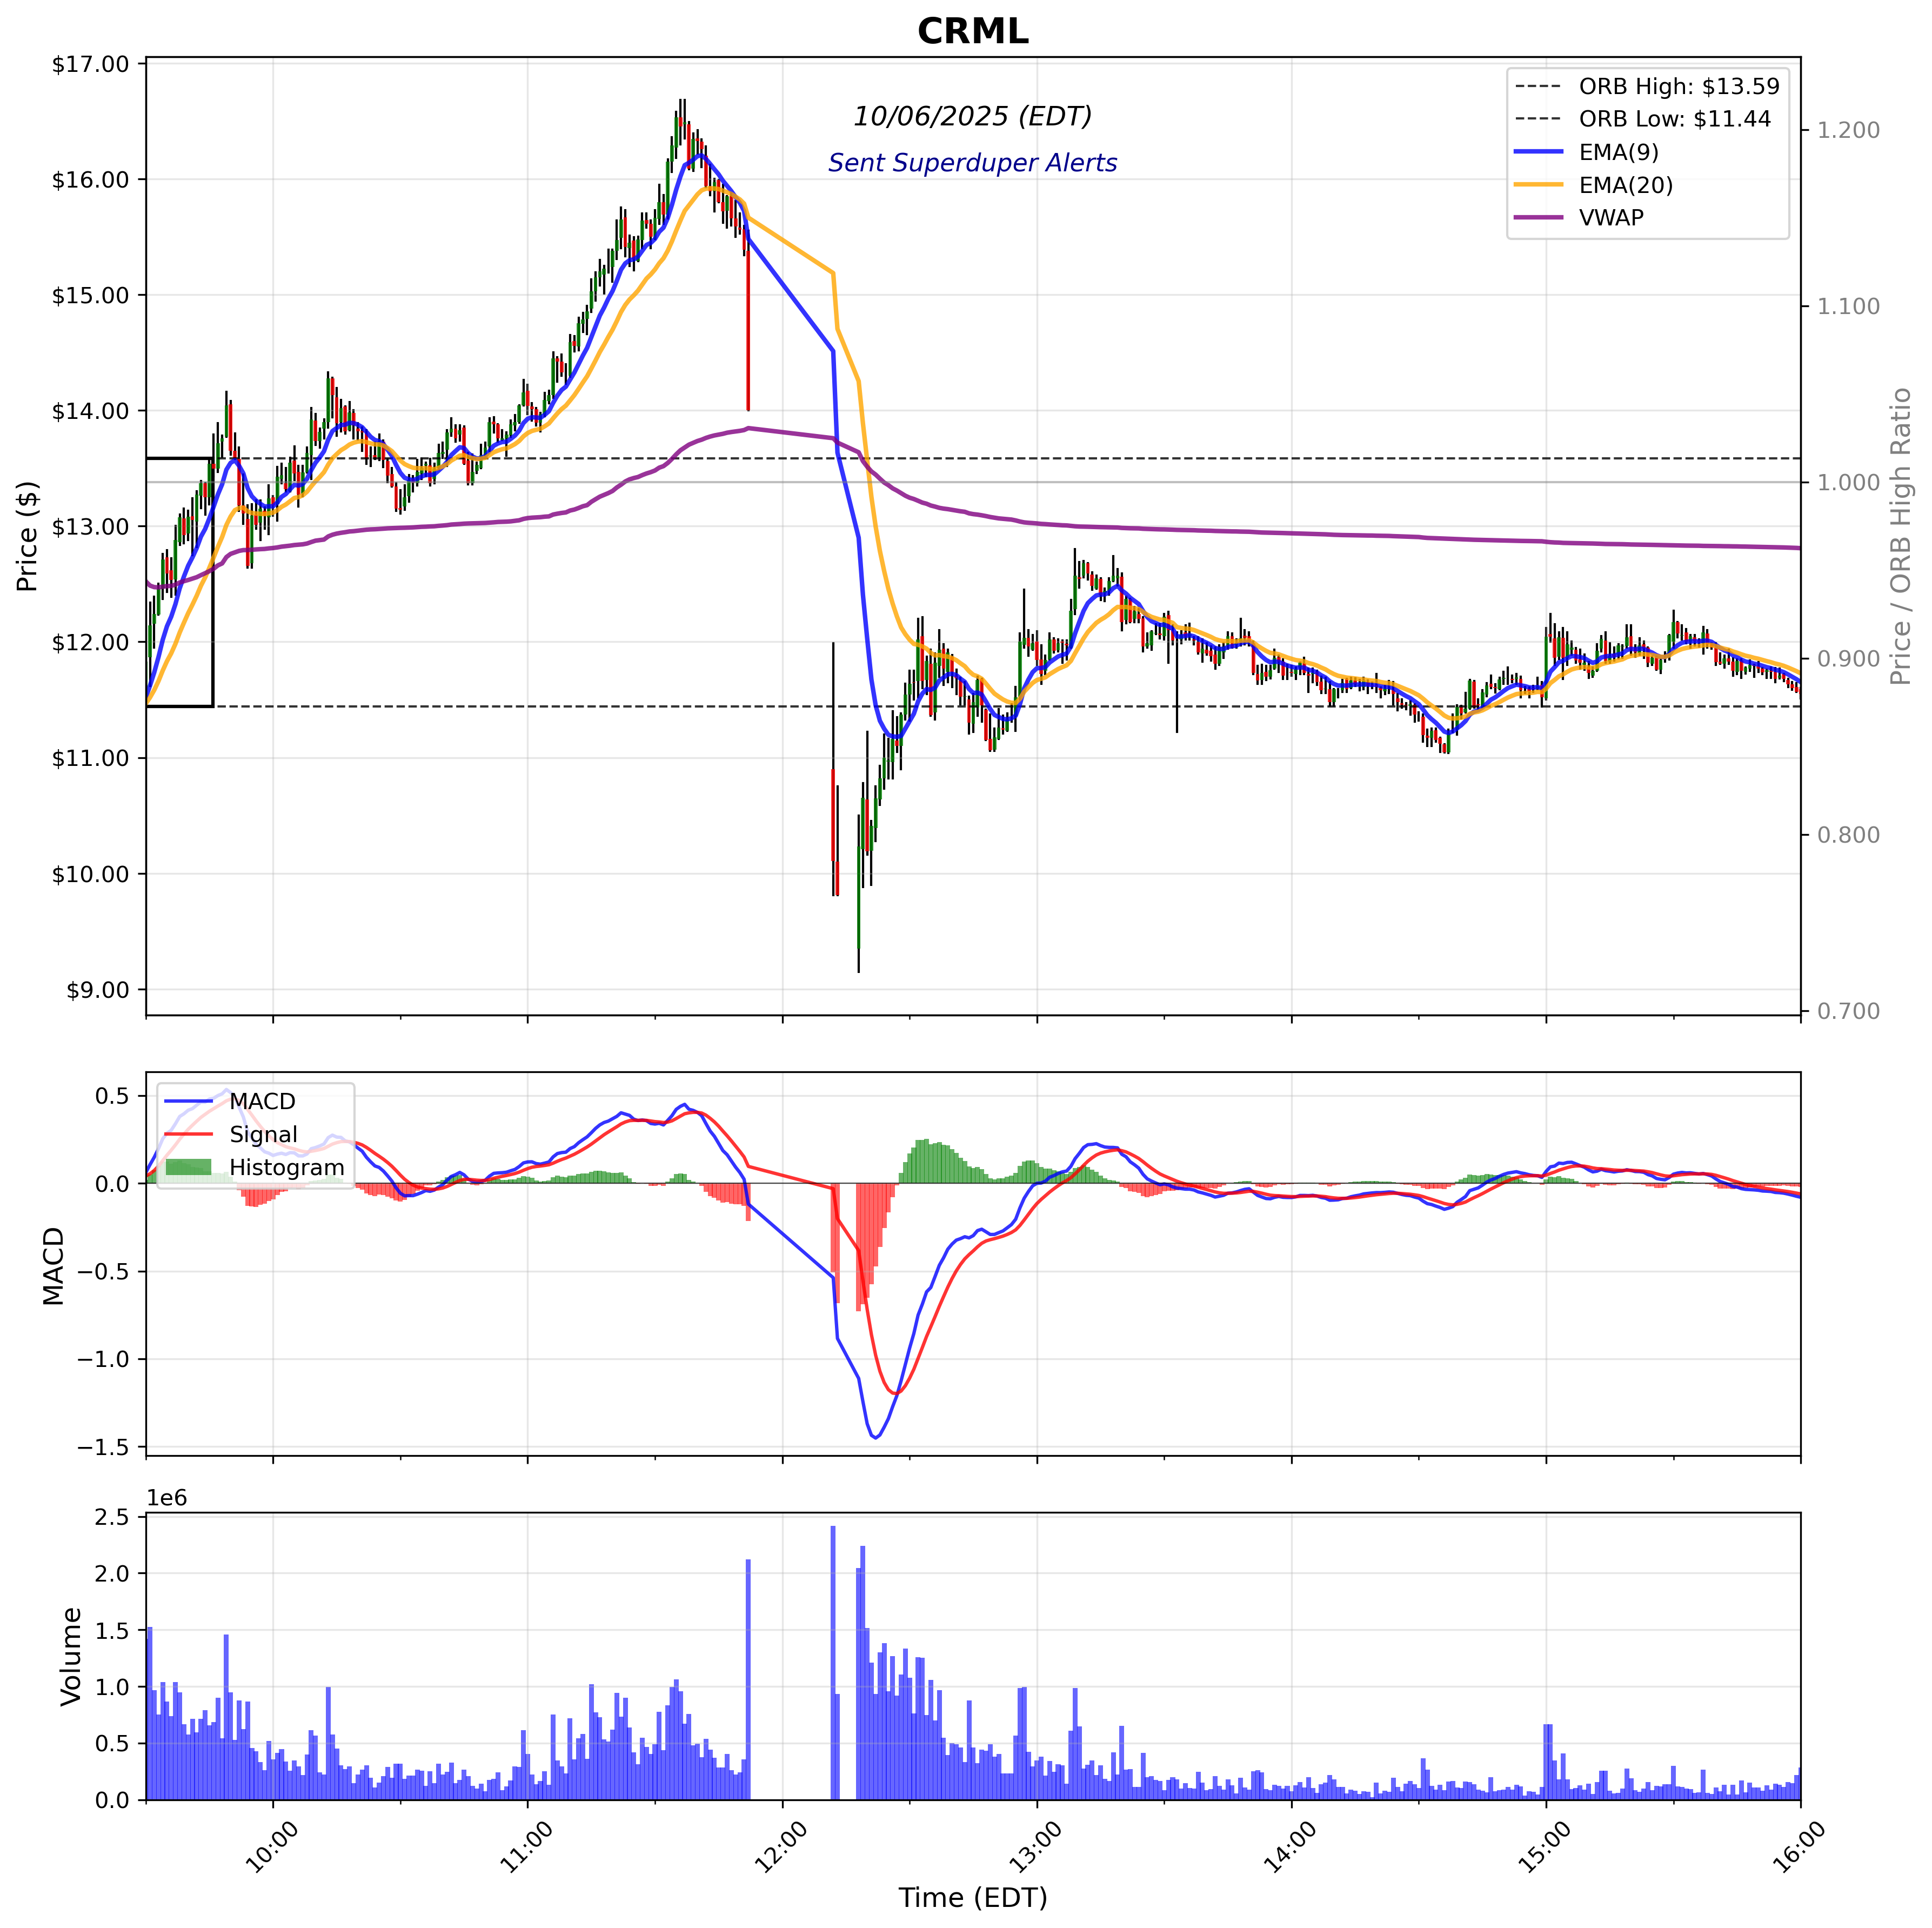 CRML
$17.00
$16.00
$15.00
$14.00
$13.00
$12.00
$11.00
$10.00
$9.00
Price ($)
10/06/2025 (EDT)
Sent Superduper Alerts
ORB High: $13.59
ORB Low: $11.44
EMA(9)
EMA(20)
VWAP
1.200
1.100
1.000
0.900
0.800
0.700
Price / ORB High Ratio
0.5
0.0
−0.5
−1.0
−1.5
MACD
MACD
Signal
Histogram
1e6
2.5
2.0
1.5
1.0
0.5
0.0
Volume
10:00
11:00
12:00
13:00
14:00
15:00
16:00
Time (EDT)